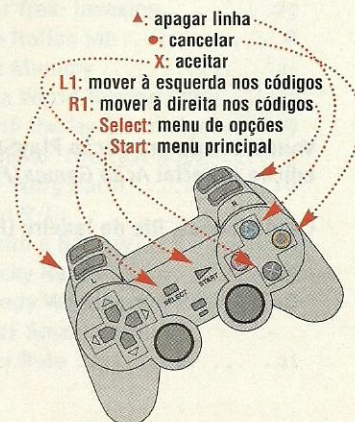 ▲: apagar linha
●: cancelar
X: aceitar
L1: mover à esquerda nos códigos
R1: mover à direita nos códigos
Select: menu de opções
Start: menu principal
SELECT
START